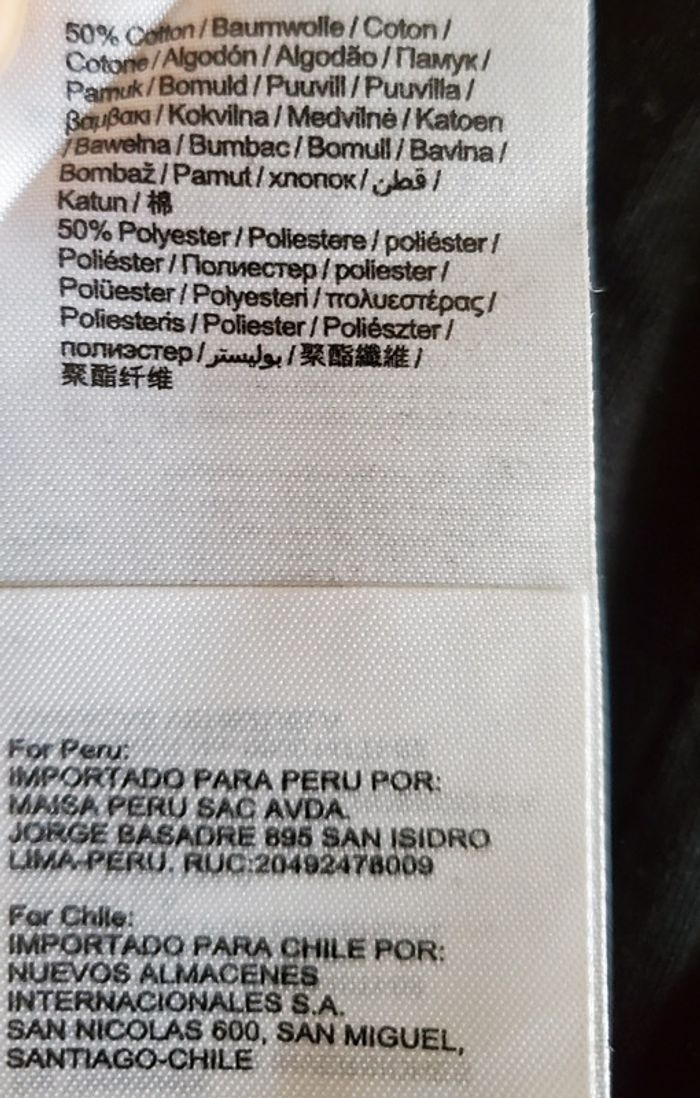 50% Cotton / Baumwolle / Coton /
Cotone / Algodón / Algodão / Памук /
Pamuk / Bomuld / Puuvill / Puuvilla /
βαμβακι / Kokvilna / Medvilnė / Katoen
/ Bawełna / Bumbac / Bomull / Bavlna /
Bombaž / Pamut / хлопок / قطن /
Katun / 棉
50% Polyester / Poliestere / poliéster /
Poliéster / Полиестер / poliester /
Polüester / Polyesteri / πολυεστέρας /
Poliesteris / Poliester / Poliészter /
полиэстер / بوليستر / 聚酯纖維 /
聚酯纤维
For Peru:
IMPORTADO PARA PERU POR:
MAISA PERU SAC AVDA.
JORGE BASADRE 895 SAN ISIDRO
LIMA-PERU. RUC:20492478009
For Chile:
IMPORTADO PARA CHILE POR:
NUEVOS ALMACENES
INTERNACIONALES S.A.
SAN NICOLAS 600, SAN MIGUEL,
SANTIAGO-CHILE